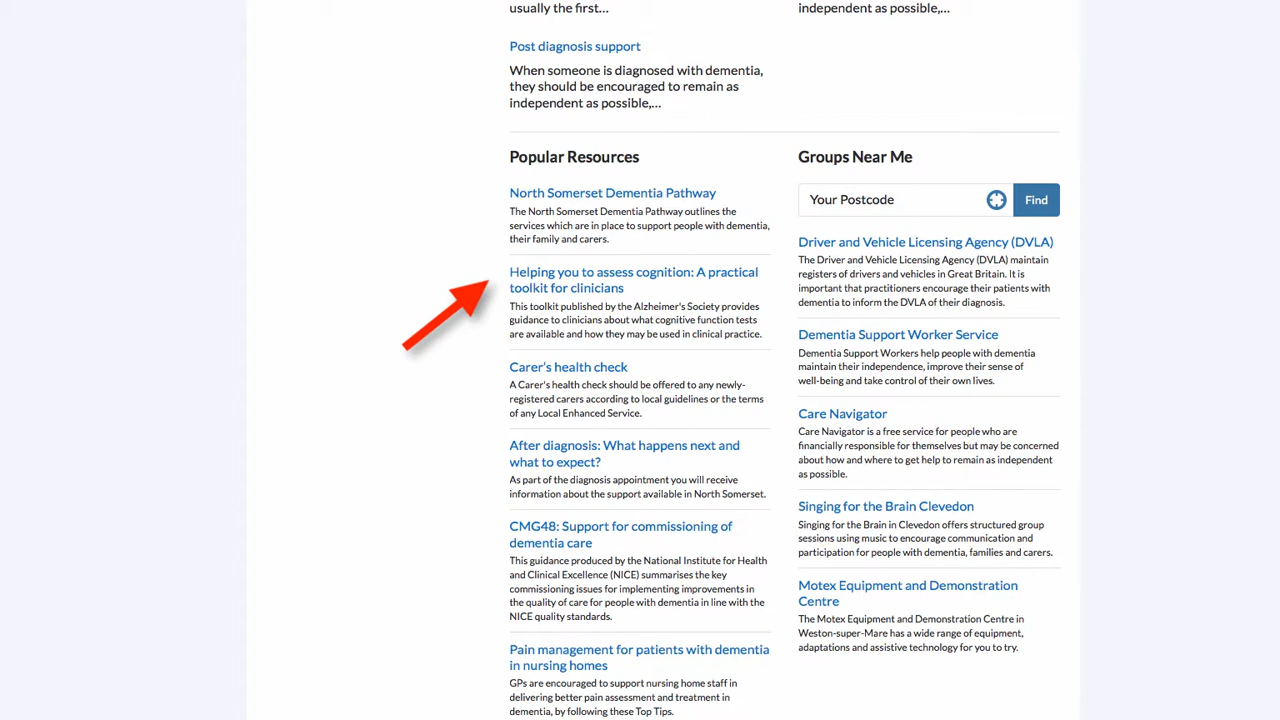 usually the first...
independent as possible,...
Post diagnosis support
When someone is diagnosed with dementia,
they should be encouraged to remain as
independent as possible,...
Popular Resources
North Somerset Dementia Pathway
The North Somerset Dementia Pathway outlines the
services which are in place to support people with dementia,
their family and carers.
Helping you to assess cognition: A practical
toolkit for clinicians
This toolkit published by the Alzheimer's Society provides
guidance to clinicians about what cognitive function tests
are available and how they may be used in clinical practice.
Carer's health check
A Carer's health check should be offered to any newly-
registered carers according to local guidelines or the terms
of any Local Enhanced Service.
After diagnosis: What happens next and
what to expect?
As part of the diagnosis appointment you will receive
information about the support available in North Somerset.
CMG48: Support for commissioning of
dementia care
This guidance produced by the National Institute for Health
and Clinical Excellence (NICE) summarises the key
commissioning issues for implementing improvements in
the quality of care for people with dementia in line with the
NICE quality standards.
Pain management for patients with dementia
in nursing homes
GPs are encouraged to support nursing home staff in
delivering better pain assessment and treatment in
dementia, by following these Top Tips.
Groups Near Me
Your Postcode
Find
Driver and Vehicle Licensing Agency (DVLA)
The Driver and Vehicle Licensing Agency (DVLA) maintain
registers of drivers and vehicles in Great Britain. It is
important that practitioners encourage their patients with
dementia to inform the DVLA of their diagnosis.
Dementia Support Worker Service
Dementia Support Workers help people with dementia
maintain their independence, improve their sense of
well-being and take control of their own lives.
Care Navigator
Care Navigator is a free service for people who are
financially responsible for themselves but may be concerned
about how and where to get help to remain as independent
as possible.
Singing for the Brain Clevedon
Singing for the Brain in Clevedon offers structured group
sessions using music to encourage communication and
participation for people with dementia, families and carers.
Motex Equipment and Demonstration
Centre
The Motex Equipment and Demonstration Centre in
Weston-super-Mare has a wide range of equipment,
adaptations and assistive technology for you to try.